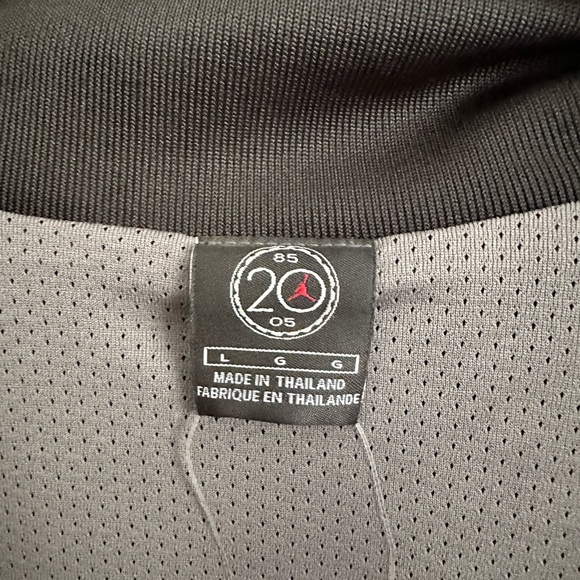 85
20
05
L G G
MADE IN THAILAND
FABRIQUE EN THAILANDE